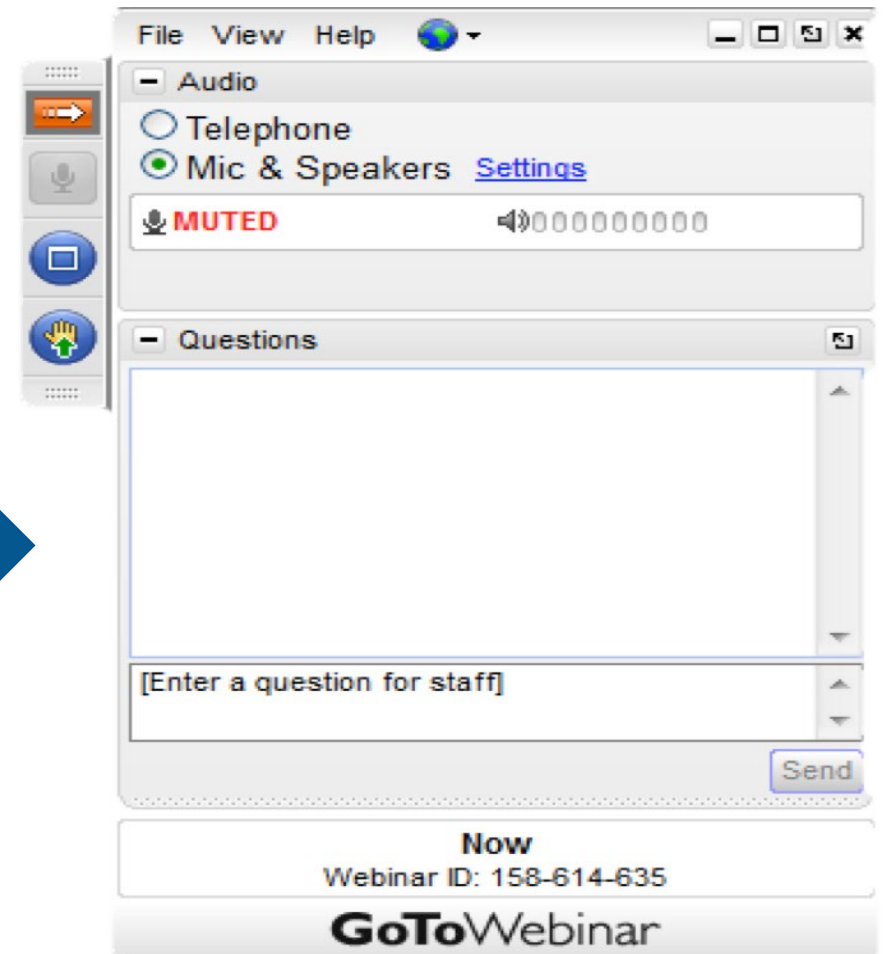 File View Help
Audio
Telephone
Mic & Speakers Settings
MUTED
Questions
[Enter a question for staff]
Send
Now
Webinar ID: 158-614-635
GoToWebinar